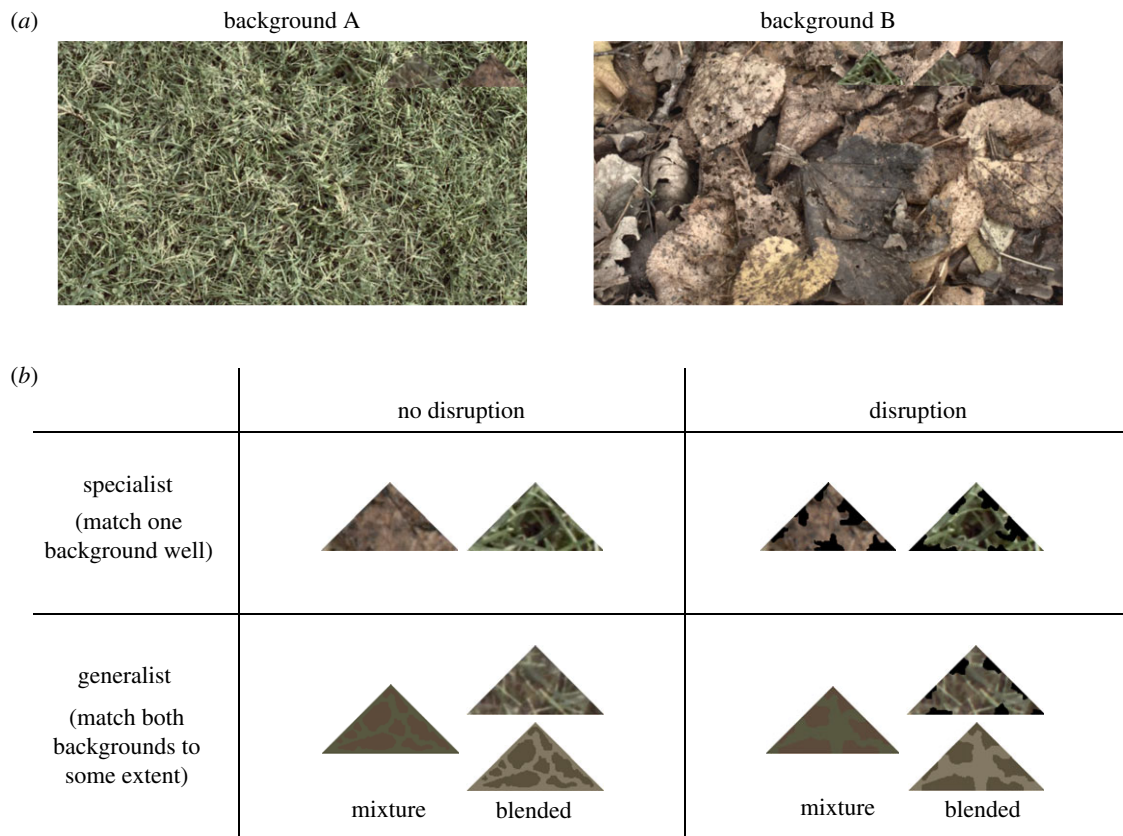 (a)
background A
background B
(b)
no disruption
disruption
specialist
(match one
background well)
generalist
(match both
backgrounds to
some extent)
mixture
blended
mixture
blended